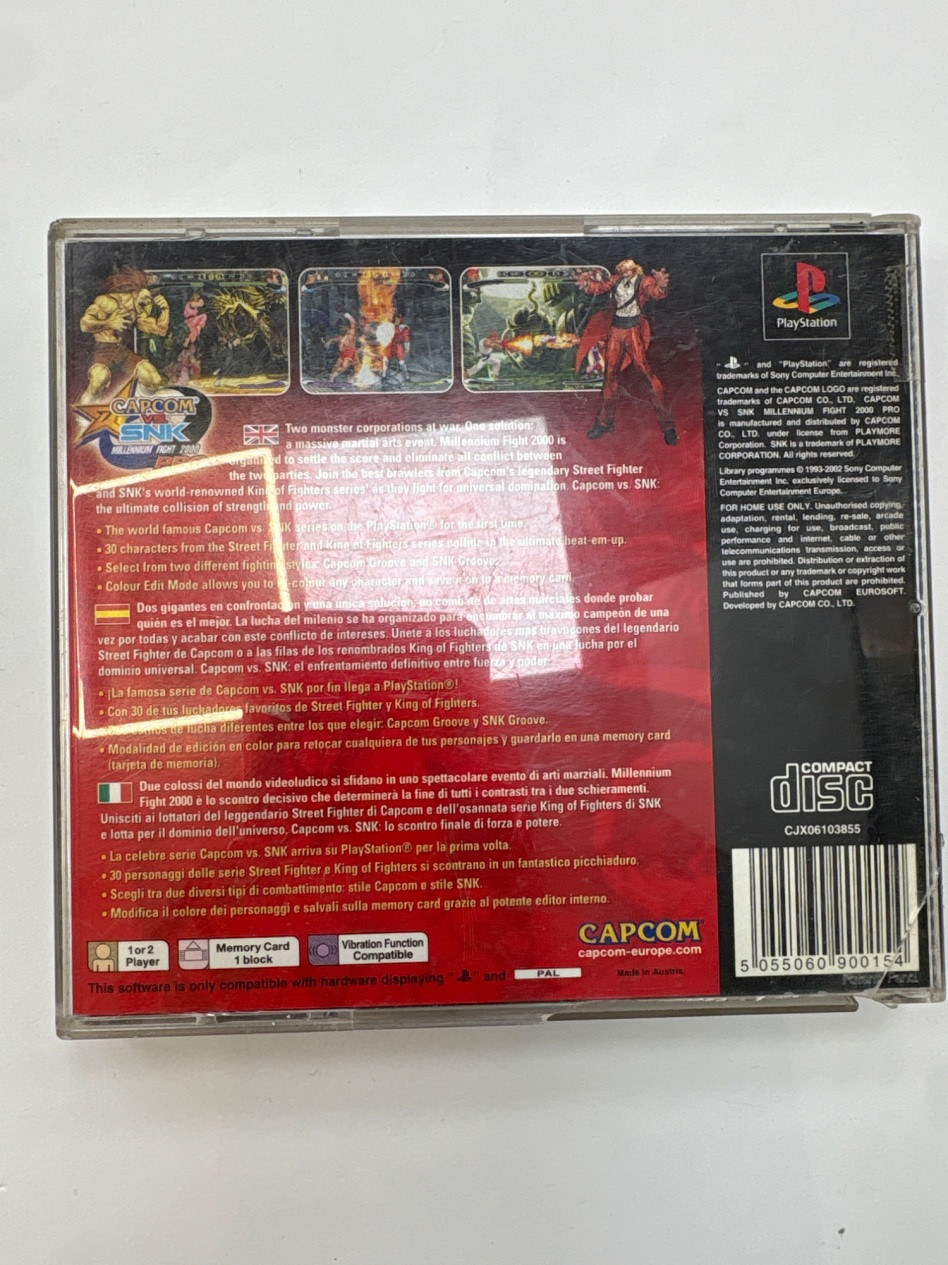 CAPCOM
VS.
SNK
MILLENNIUM FIGHT 2000
PRO
Two monster corporations at war. One solution:
a massive martial arts event. Millennium Fight 2000 is
organised to settle the score and eliminate all conflict between
the two parties. Join the best brawlers from Capcom's legendary Street Fighter
and SNK's world-renowned King of Fighters series' as they fight for universal domination. Capcom vs. SNK:
the ultimate collision of strength and power.
• The world famous Capcom vs. SNK series on the PlayStation® for the first time.
• 30 characters from the Street Fighter and King of Fighters series collide in the ultimate beat-em-up.
• Select from two different fighting styles: Capcom Groove and SNK Groove.
• Colour Edit Mode allows you to re-colour any character and save it on to a memory card.
Dos gigantes en confrontación y una única solución: un combate de artes marciales donde probar
quién es el mejor. La lucha del milenio se ha organizado para encumbrar al máximo campeón de una
vez por todas y acabar con este conflicto de intereses. Únete a los luchadores más bravucones del legendario
Street Fighter de Capcom o a las filas de los renombrados King of Fighters de SNK en una lucha por el
dominio universal. Capcom vs. SNK: el enfrentamiento definitivo entre fuerza y poder.
• ¡La famosa serie de Capcom vs. SNK por fin llega a PlayStation®!
• Con 30 de tus luchadores favoritos de Street Fighter y King of Fighters.
• Dos estilos de lucha diferentes entre los que elegir: Capcom Groove y SNK Groove.
• Modalidad de edición en color para retocar cualquiera de tus personajes y guardarlo en una memory card
(tarjeta de memoria).
Due colossi del mondo videoludico si sfidano in uno spettacolare evento di arti marziali. Millennium
Fight 2000 è lo scontro decisivo che determinerà la fine di tutti i contrasti tra i due schieramenti.
Unisciti ai lottatori del leggendario Street Fighter di Capcom e dell'osannata serie King of Fighters di SNK
e lotta per il dominio dell'universo, Capcom vs. SNK: lo scontro finale di forza e potere.
• La celebre serie Capcom vs. SNK arriva su PlayStation® per la prima volta.
• 30 personaggi delle serie Street Fighter e King of Fighters si scontrano in un fantastico picchiaduro.
• Scegli tra due diversi tipi di combattimento: stile Capcom e stile SNK.
• Modifica il colore dei personaggi e salvali sulla memory card grazie al potente editor interno.
1 or 2
Player
Memory Card
1 block
Vibration Function
Compatible
CAPCOM
capcom-europe.com
This software is only compatible with hardware displaying " " and PAL
Made in Austria.
PlayStation
" " and "PlayStation" are registered
trademarks of Sony Computer Entertainment Inc.
CAPCOM and the CAPCOM LOGO are registered
trademarks of CAPCOM CO., LTD. CAPCOM
VS SNK MILLENNIUM FIGHT 2000 PRO
is manufactured and distributed by CAPCOM
CO., LTD. under license from PLAYMORE
Corporation. SNK is a trademark of PLAYMORE
CORPORATION. All rights reserved.
Library programmes © 1993-2002 Sony Computer
Entertainment Inc. exclusively licensed to Sony
Computer Entertainment Europe.
FOR HOME USE ONLY. Unauthorised copying,
adaptation, rental, lending, re-sale, arcade
use, charging for use, broadcast, public
performance and internet, cable or other
telecommunications transmission, access or
use are prohibited. Distribution or extraction of
this product or any trademark or copyright work
that forms part of this product are prohibited.
Published by CAPCOM EUROSOFT.
Developed by CAPCOM CO., LTD.
COMPACT
disc
CJX06103855
5 055060 900154